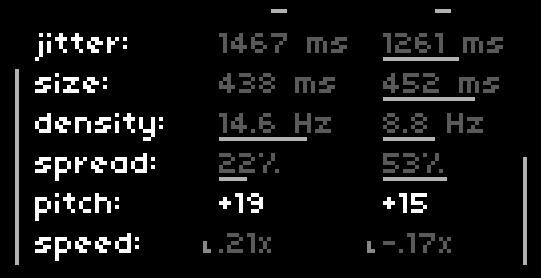 jitter: 1467 ms 1261 ms
size: 438 ms 452 ms
density: 14.6 Hz 8.8 Hz
spread: 22% 53%
pitch: +19 +15
speed: .21x -.17x